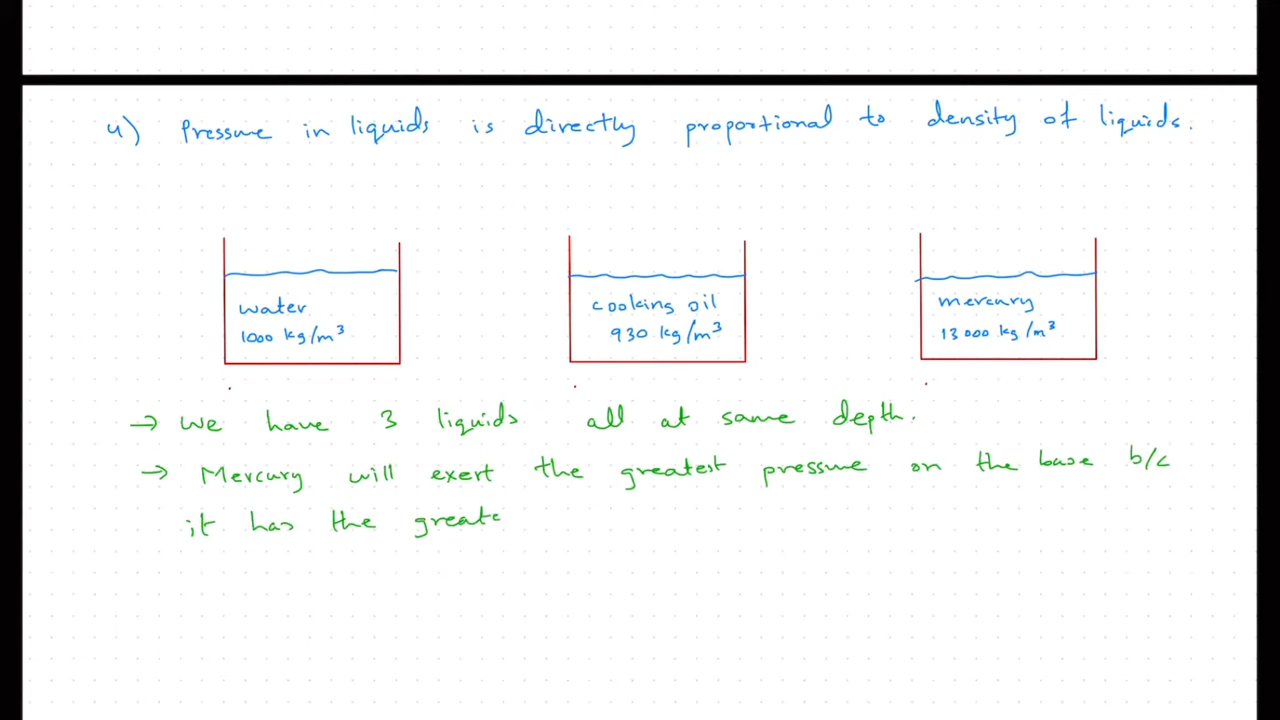 4) Pressure in liquids is directly proportional to density of liquids.
water
1000 kg/m³
cooking oil
930 kg/m³
mercury
13000 kg/m³
→ We have 3 liquids all at same depth.
→ Mercury will exert the greatest pressure on the base b/c
it has the greate